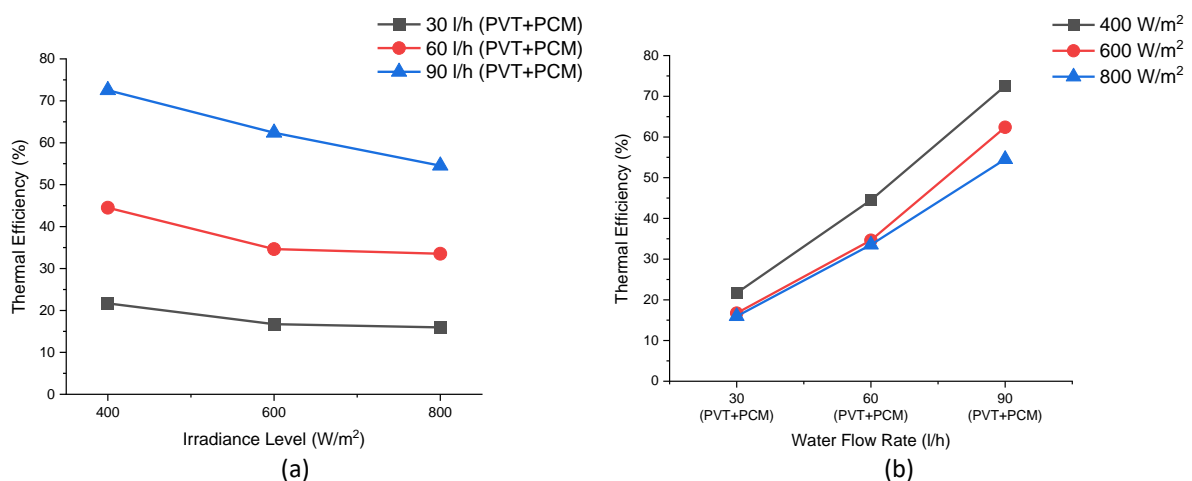 30 l/h (PVT+PCM)
60 l/h (PVT+PCM)
90 l/h (PVT+PCM)
80
70
60
50
40
30
20
10
0
Thermal Efficiency (%)
400
600
800
Irradiance Level (W/m²)
(a)
400 W/m²
600 W/m²
800 W/m²
80
70
60
50
40
30
20
10
0
Thermal Efficiency (%)
30
(PVT+PCM)
60
(PVT+PCM)
90
(PVT+PCM)
Water Flow Rate (l/h)
(b)